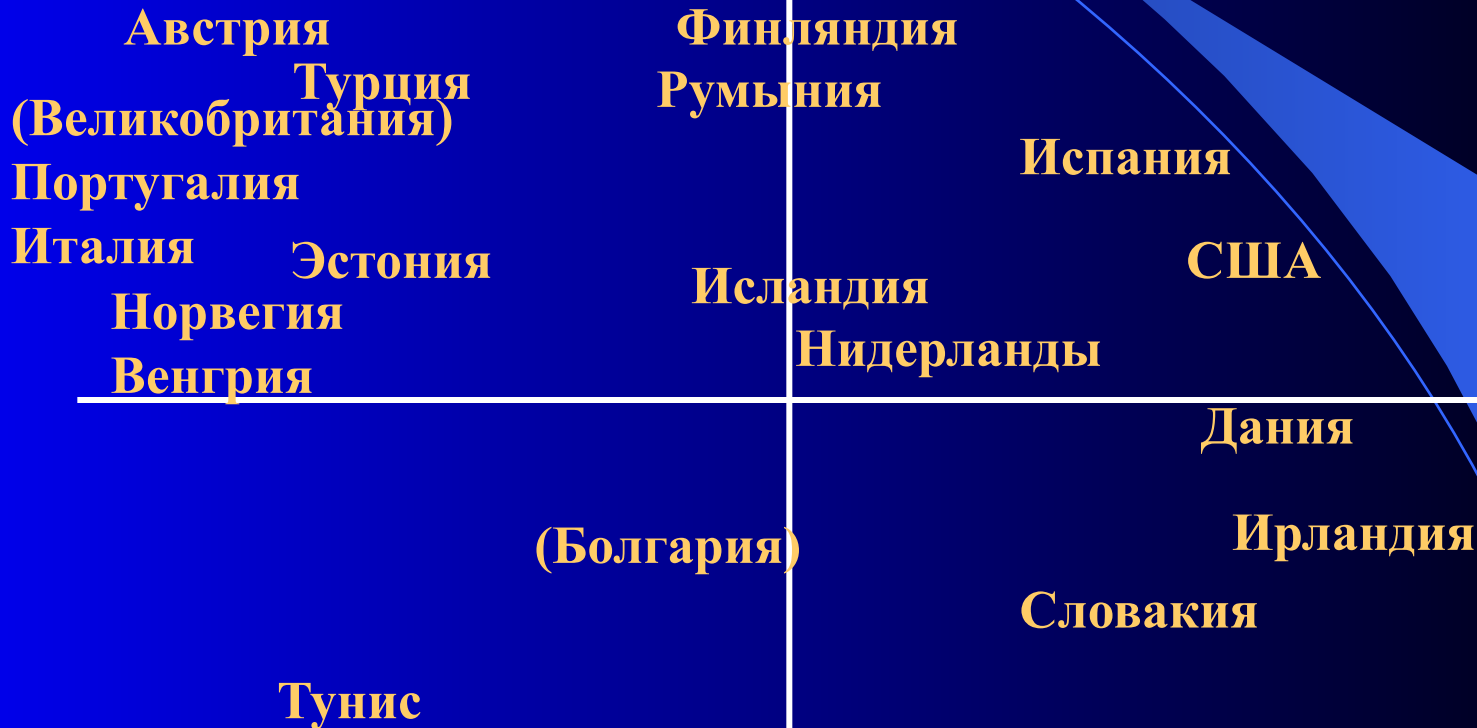 Австрия
Финляндия
Турция
Румыния
(Великобритания)
Испания
Португалия
Италия
Эстония
США
Исландия
Норвегия
Нидерланды
Венгрия
Дания
Ирландия
(Болгария)
Словакия
Тунис